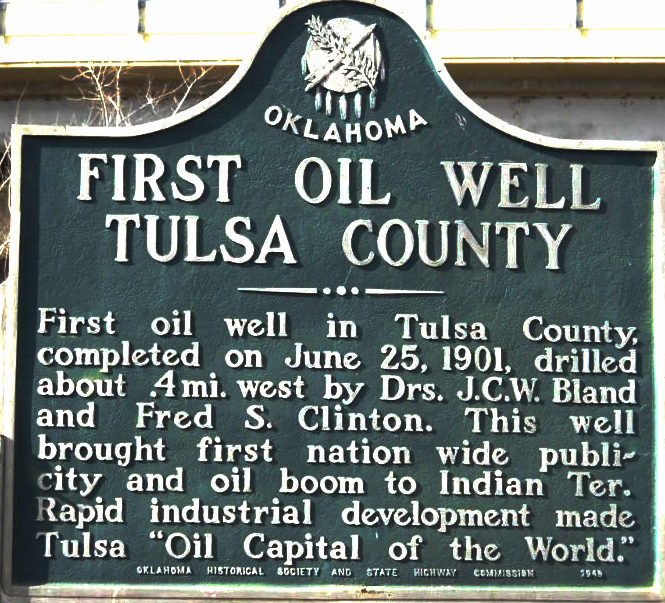 OKLAHOMA
FIRST OIL WELL
TULSA COUNTY
First oil well in Tulsa County,
completed on June 25, 1901, drilled
about .4 mi. west by Drs. J.C.W. Bland
and Fred S. Clinton. This well
brought first nation wide publi-
city and oil boom to Indian Ter.
Rapid industrial development made
Tulsa "Oil Capital of the World."
OKLAHOMA HISTORICAL SOCIETY AND STATE HIGHWAY COMMISSION 1949